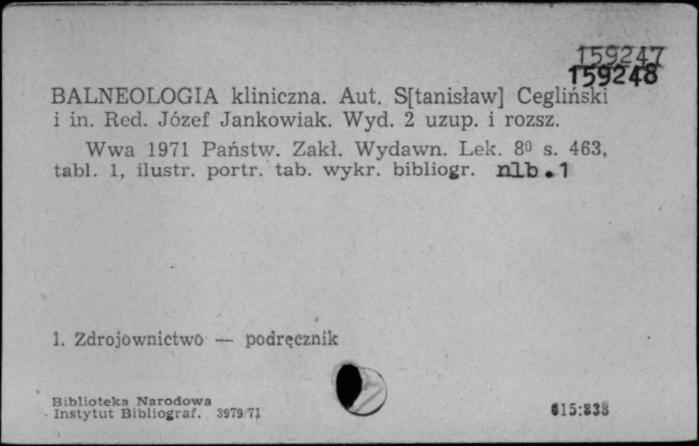 159247
159248
BALNEOLOGIA kliniczna. Aut. S[tanisław] Cegliński
i in. Red. Józef Jankowiak. Wyd. 2 uzup. i rozsz.
Wwa 1971 Państw. Zakł. Wydawn. Lek. 8⁰ s. 463,
tabl. 1, ilustr. portr. tab. wykr. bibliogr. nlb.1
1. Zdrojownictwo — podręcznik
Biblioteka Narodowa
Instytut Bibliograf. 3979/71 615:838